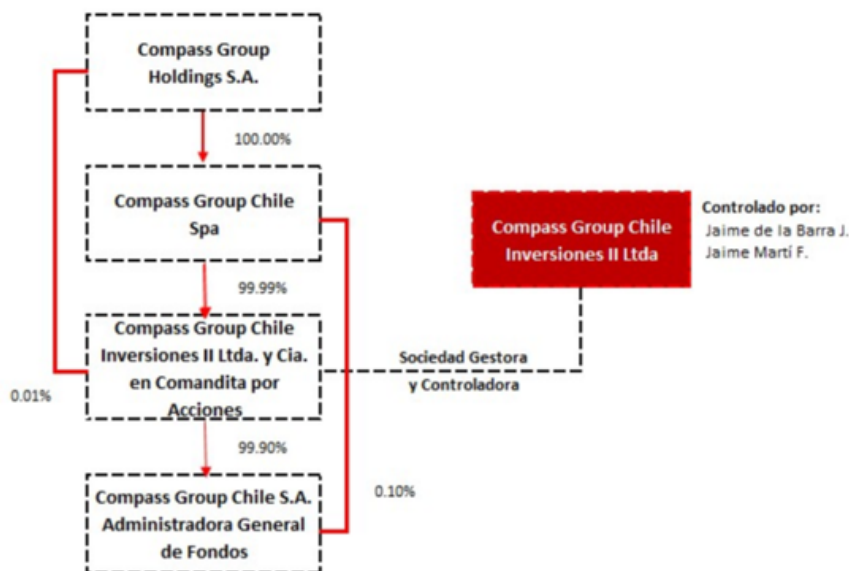 Compass Group
Holdings S.A.
100.00%
Compass Group Chile
Spa
Compass Group Chile
Inversiones II Ltda
Controlado por:
Jaime de la Barra J.
Jaime Martí F.
99.99%
Compass Group Chile
Inversiones II Ltda. y Cia.
en Comandita por
Acciones
Sociedad Gestora
y Controladora
0.01%
99.90%
Compass Group Chile S.A.
Administradora General
de Fondos
0.10%